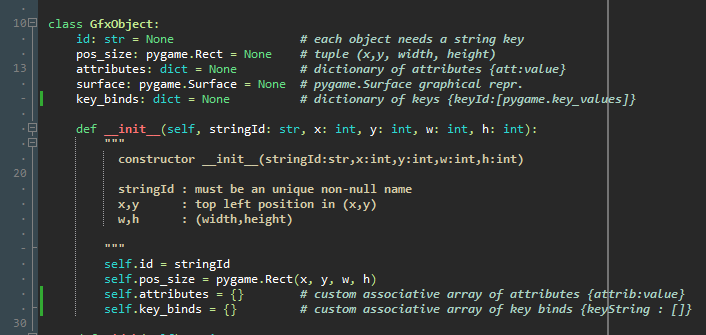 10 class GfxObject:
id: str = None # each object needs a string key
pos_size: pygame.Rect = None # tuple (x,y, width, height)
13 attributes: dict = None # dictionary of attributes {att:value}
surface: pygame.Surface = None # pygame.Surface graphical repr.
key_binds: dict = None # dictionary of keys {keyId:[pygame.key_values]}
def __init__(self, stringId: str, x: int, y: int, w: int, h: int):
"""
constructor __init__(stringId:str,x:int,y:int,w:int,h:int)
20
stringId : must be an unique non-null name
x,y : top left position in (x,y)
w,h : (width,height)
"""
self.id = stringId
self.pos_size = pygame.Rect(x, y, w, h)
self.attributes = {} # custom associative array of attributes {attrib:value}
self.key_binds = {} # custom associative array of key binds {keyString : []}
30